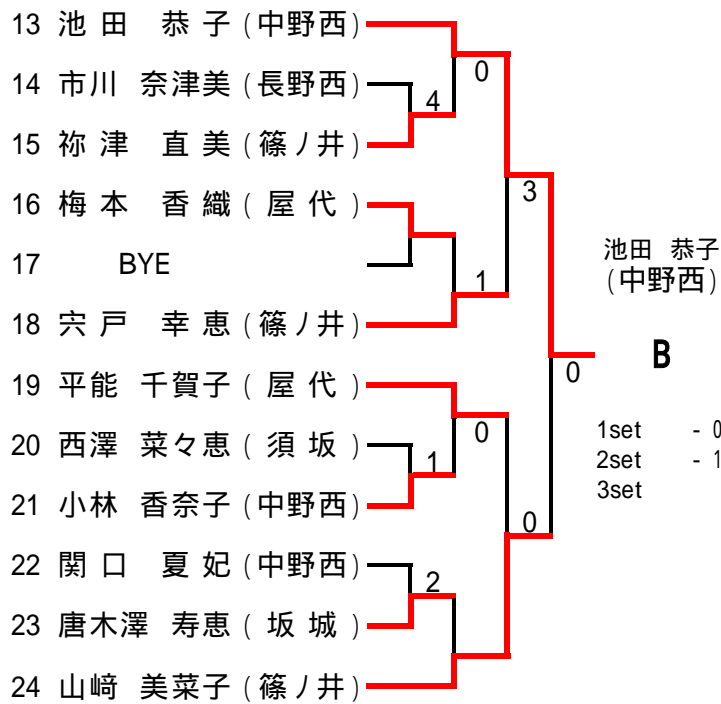 13 池田 恭子 (中野西)
14 市川 奈津美 (長野西)
15 祢津 直美 (篠ノ井)
16 梅本 香織 (屋代)
17 BYE
18 宍戸 幸恵 (篠ノ井)
19 平能 千賀子 (屋代)
20 西澤 菜々恵 (須坂)
21 小林 香奈子 (中野西)
22 関口 夏妃 (中野西)
23 唐木澤 寿恵 (坂城)
24 山﨑 美菜子 (篠ノ井)
4
1
2
0
1
0
3
0
0
池田 恭子
(中野西)
B
1set - 0
2set - 1
3set